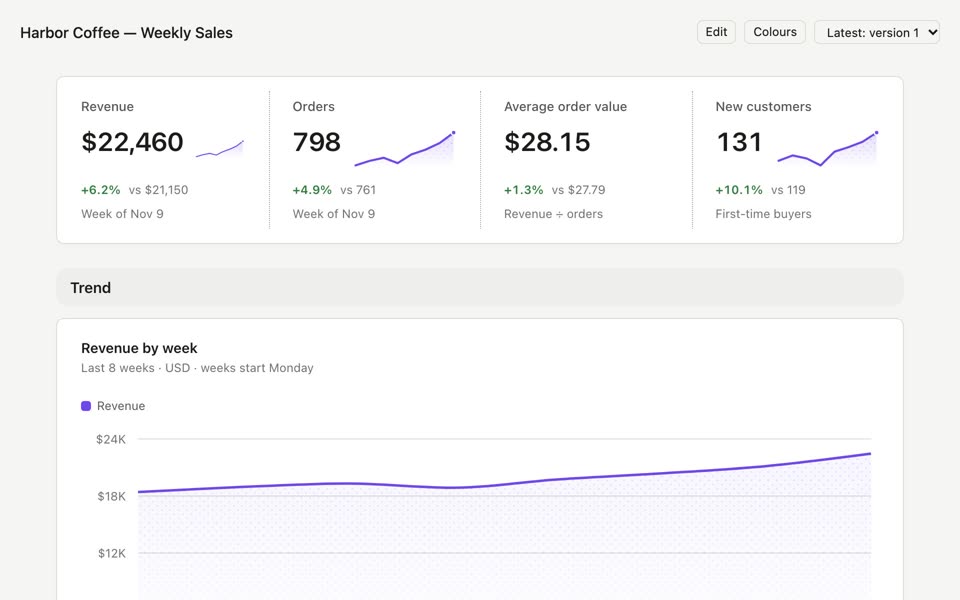 Harbor Coffee — Weekly Sales
Edit
Colours
Latest: version 1
Revenue
$22,460
+6.2% vs $21,150
Week of Nov 9
Orders
798
+4.9% vs 761
Week of Nov 9
Average order value
$28.15
+1.3% vs $27.79
Revenue ÷ orders
New customers
131
+10.1% vs 119
First-time buyers
Trend
Revenue by week
Last 8 weeks · USD · weeks start Monday
Revenue
$24K
$18K
$12K